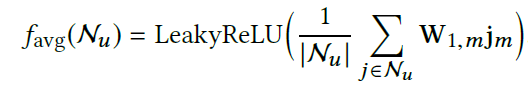 f_avg(𝒩_u) = LeakyReLU( 1/|𝒩_u| ∑_{j∈𝒩_u} W_{1,m} j_m )